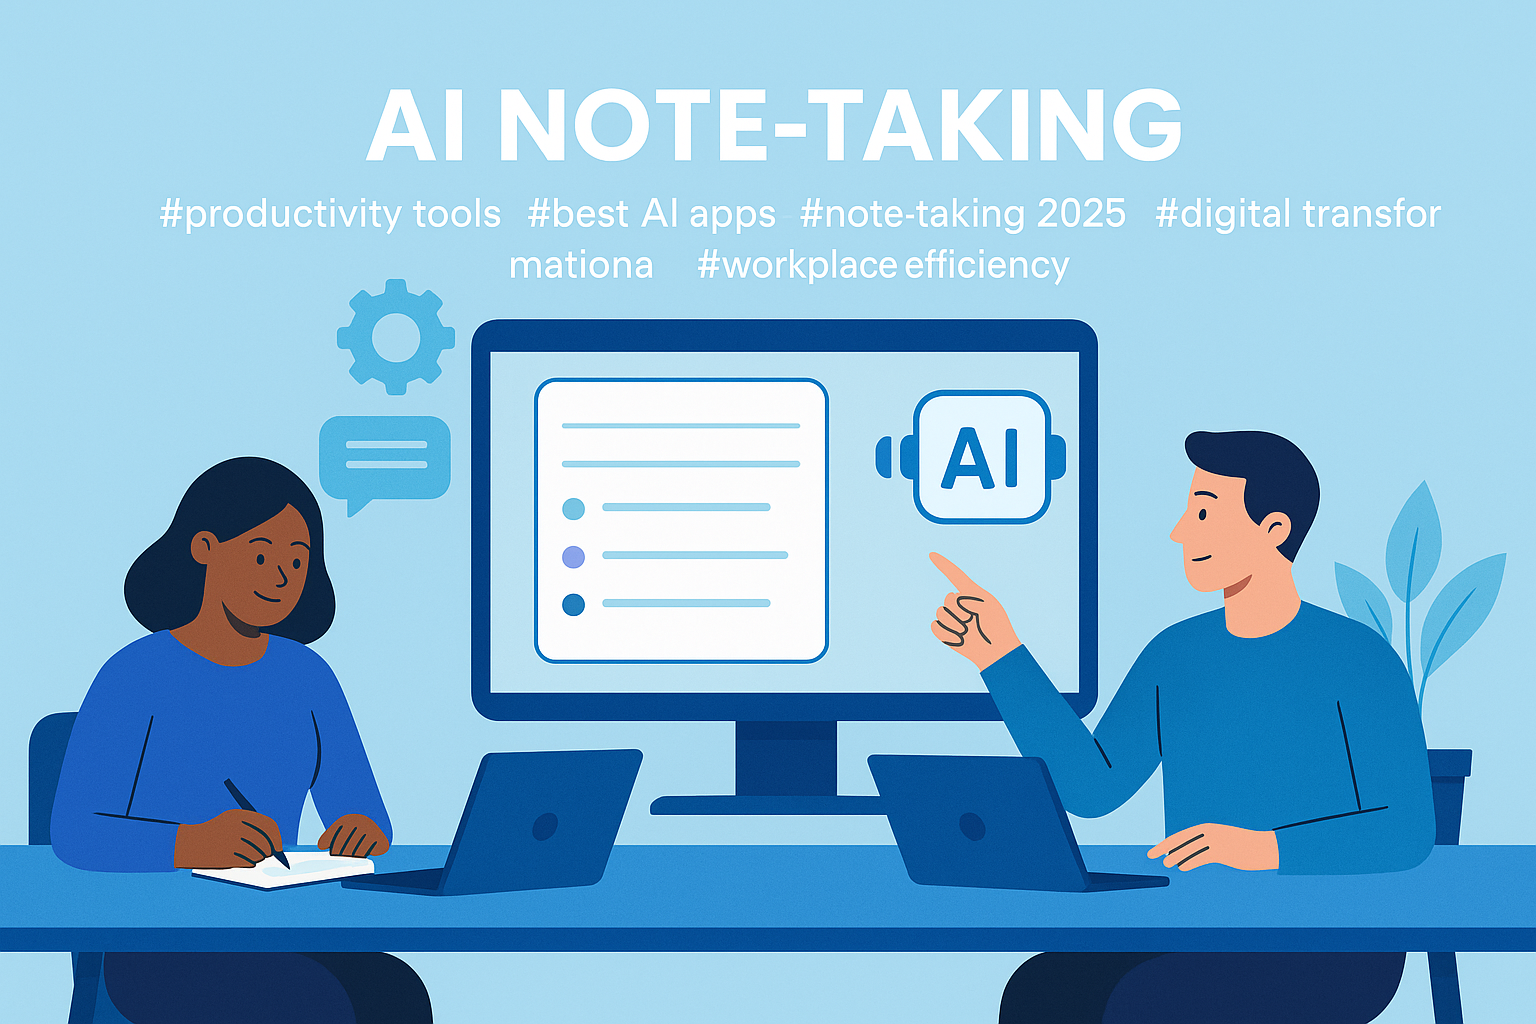 AI NOTE-TAKING
#productivity tools #best AI apps #note-taking 2025 #digital transfor
mationa #workplace efficiency
AI